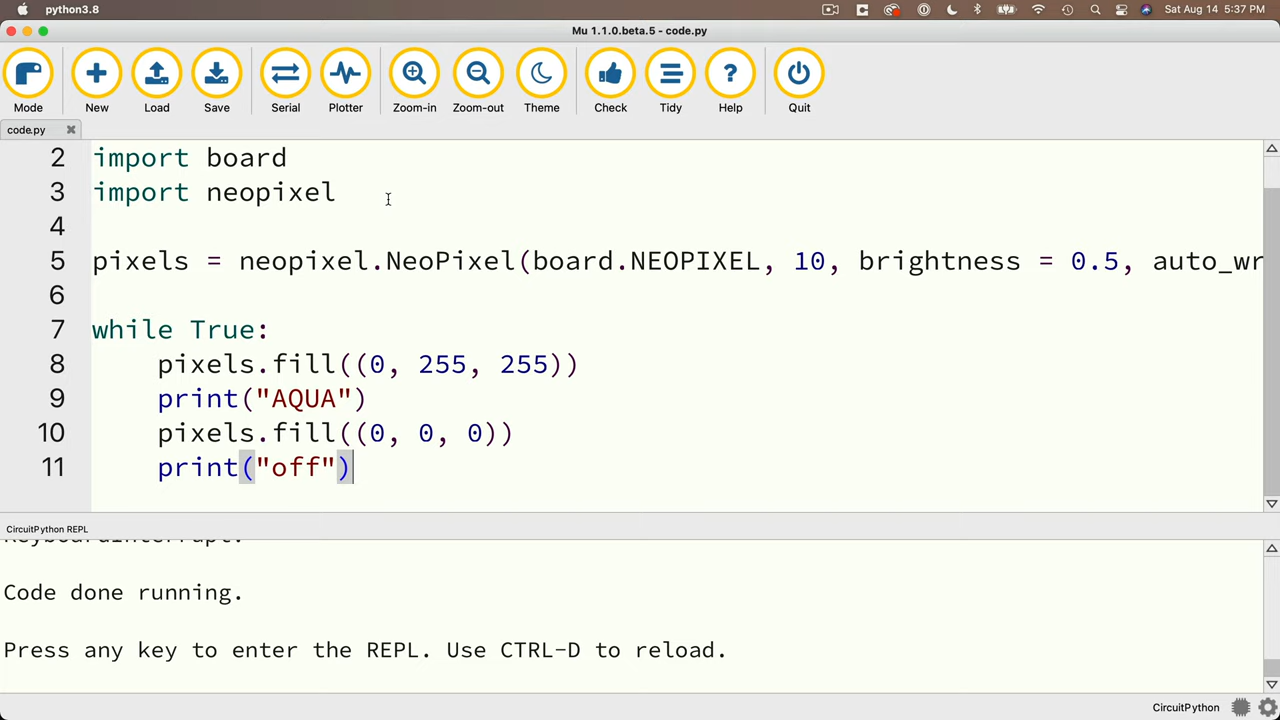 python3.8
Sat Aug 14 5:37 PM
Mu 1.1.0.beta.5 - code.py
Mode New Load Save Serial Plotter Zoom-in Zoom-out Theme Check Tidy Help Quit
code.py
2 import board
3 import neopixel
4
5 pixels = neopixel.NeoPixel(board.NEOPIXEL, 10, brightness = 0.5, auto_wr
6
7 while True:
8 pixels.fill((0, 255, 255))
9 print("AQUA")
10 pixels.fill((0, 0, 0))
11 print("off")
CircuitPython REPL
KeyboardInterrupt:
Code done running.
Press any key to enter the REPL. Use CTRL-D to reload.
CircuitPython